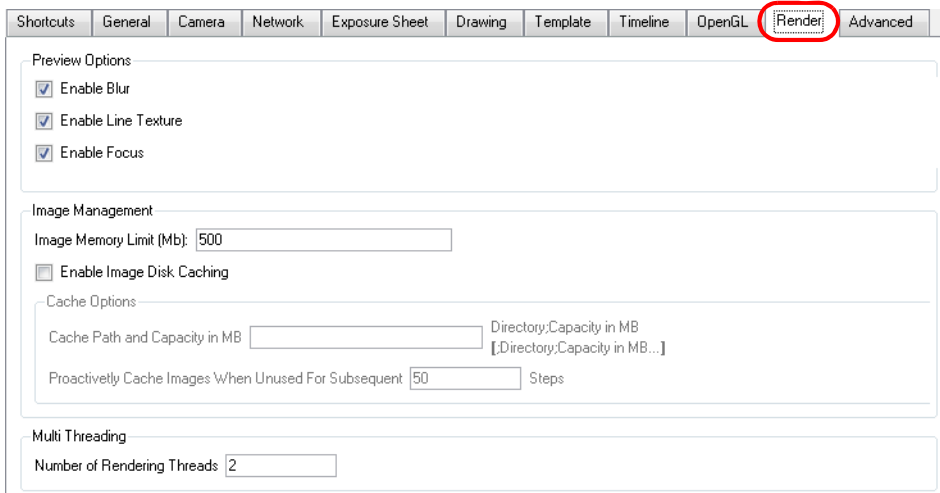 Shortcuts General Camera Network Exposure Sheet Drawing Template Timeline OpenGL Render Advanced
Preview Options
Enable Blur
Enable Line Texture
Enable Focus
Image Management
Image Memory Limit (Mb): 500
Enable Image Disk Caching
Cache Options
Cache Path and Capacity in MB
Directory;Capacity in MB
[;Directory;Capacity in MB...]
Proactivetly Cache Images When Unused For Subsequent 50 Steps
Multi Threading
Number of Rendering Threads 2